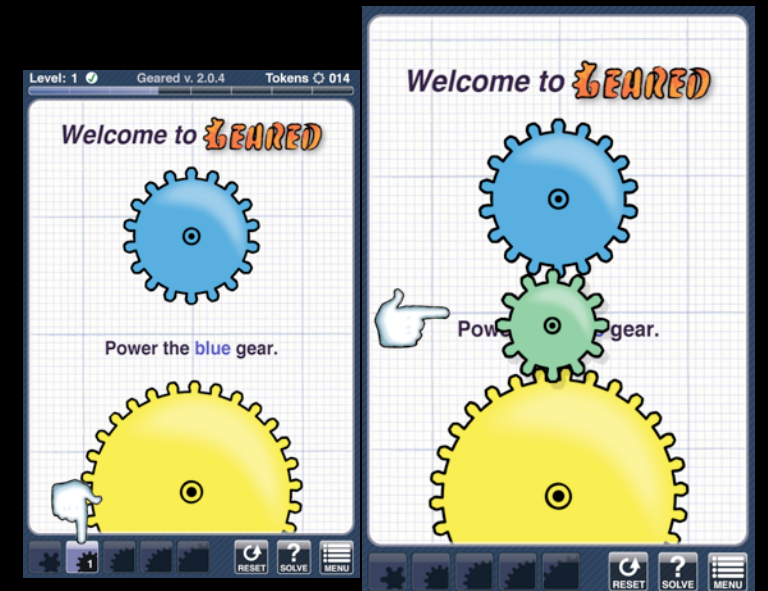 Level: 1 Geared v. 2.0.4 Tokens 014
Welcome to GEARED
Power the blue gear.
1
RESET
?
SOLVE
MENU
Welcome to GEARED
gear.
RESET
?
SOLVE
MENU